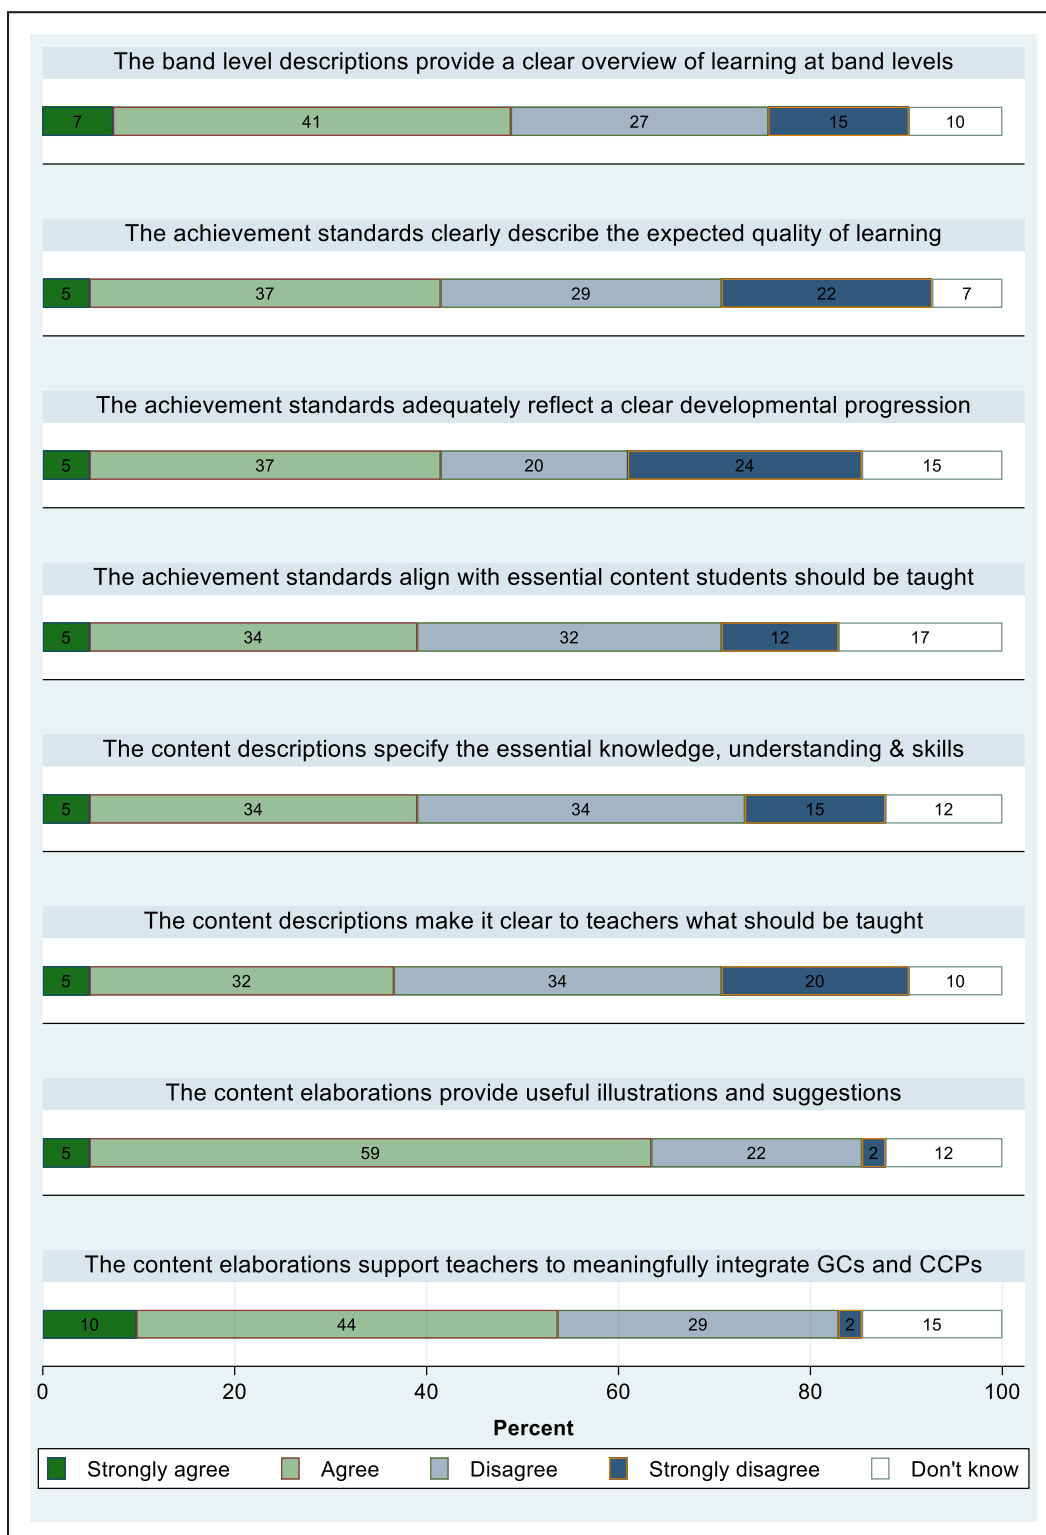 The band level descriptions provide a clear overview of learning at band levels
7 41 27 15 10
The achievement standards clearly describe the expected quality of learning
5 37 29 22 7
The achievement standards adequately reflect a clear developmental progression
5 37 20 24 15
The achievement standards align with essential content students should be taught
5 34 32 12 17
The content descriptions specify the essential knowledge, understanding & skills
5 34 34 15 12
The content descriptions make it clear to teachers what should be taught
5 32 34 20 10
The content elaborations provide useful illustrations and suggestions
5 59 22 2 12
The content elaborations support teachers to meaningfully integrate GCs and CCPs
10 44 29 2 15
0 20 40 60 80 100
Percent
Strongly agree Agree Disagree Strongly disagree Don't know